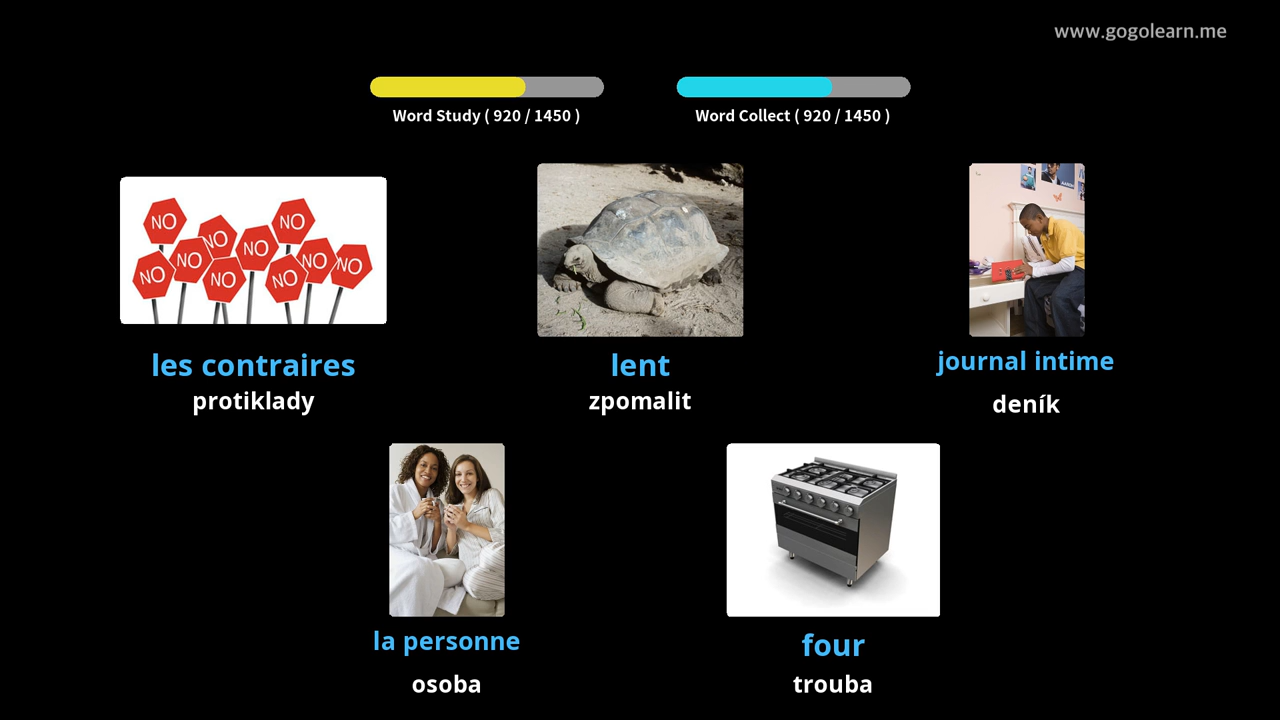 www.gogolearn.me
Word Study ( 920 / 1450 )
Word Collect ( 920 / 1450 )
NO
NO
NO
NO
NO
NO
NO
NO
NO
NO
les contraires
protiklady
lent
zpomalit
journal intime
deník
la personne
osoba
four
trouba